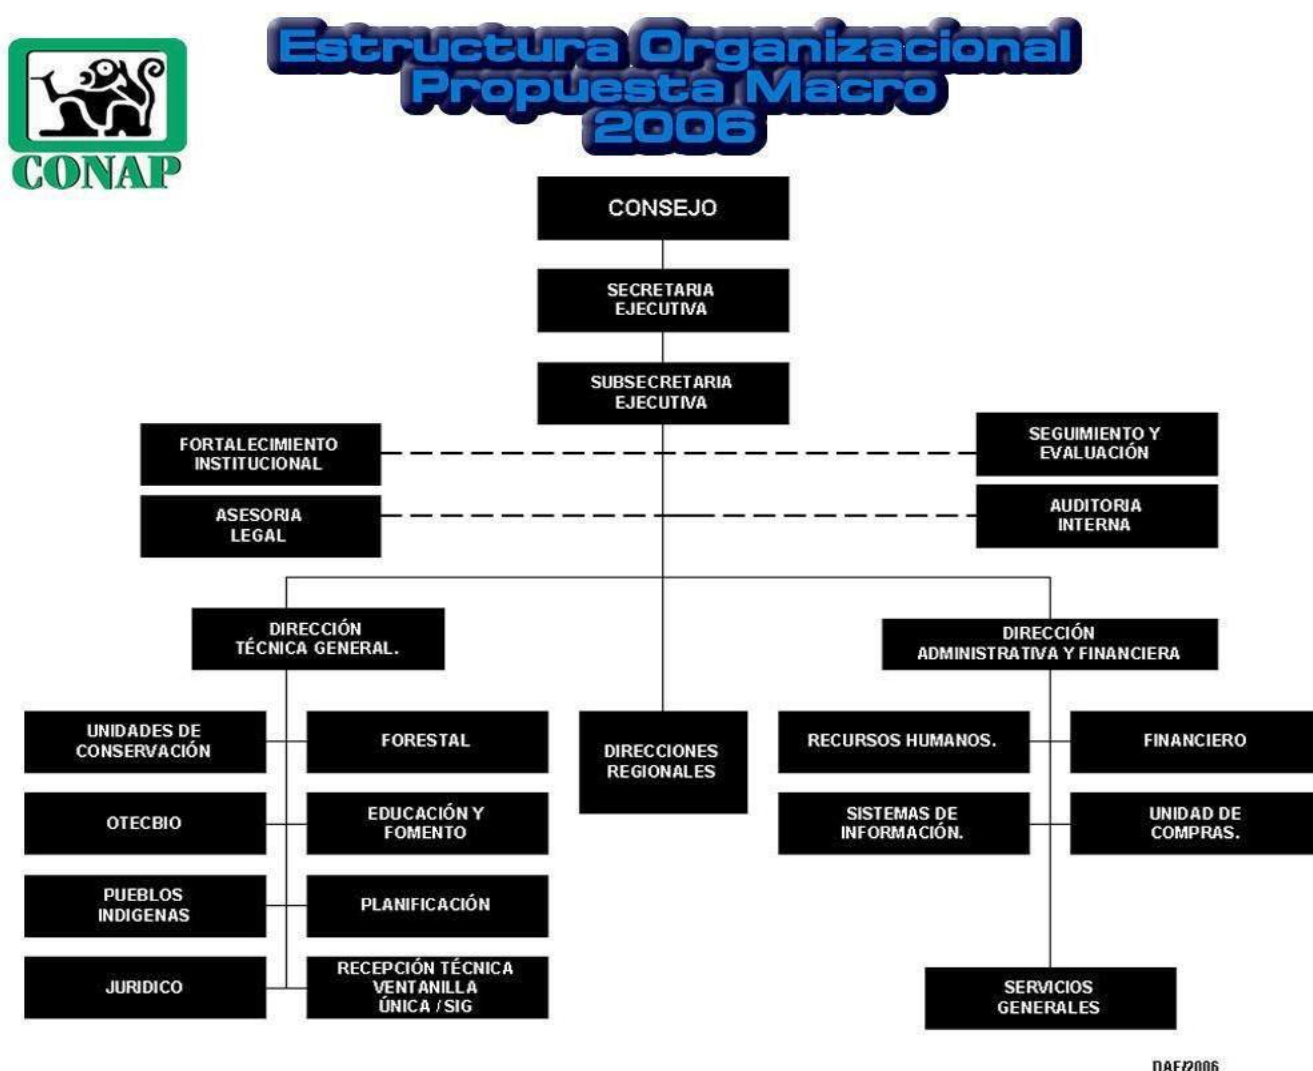 Estructura Organizacional
Propuesta Macro
2006
CONAP
CONSEJO
SECRETARIA
EJECUTIVA
SUBSECRETARIA
EJECUTIVA
FORTALECIMIENTO
INSTITUCIONAL
SEGUIMIENTO Y
EVALUACIÓN
ASESORIA
LEGAL
AUDITORIA
INTERNA
DIRECCIÓN
TÉCNICA GENERAL.
DIRECCIÓN
ADMINISTRATIVA Y FINANCIERA
UNIDADES DE
CONSERVACIÓN
FORESTAL
DIRECCIONES
REGIONALES
RECURSOS HUMANOS.
FINANCIERO
OTECBIO
EDUCACIÓN Y
FOMENTO
SISTEMAS DE
INFORMACIÓN.
UNIDAD DE
COMPRAS.
PUEBLOS
INDIGENAS
PLANIFICACIÓN
JURIDICO
RECEPCIÓN TÉCNICA
VENTANILLA
ÚNICA / SIG
SERVICIOS
GENERALES
DAF/2006